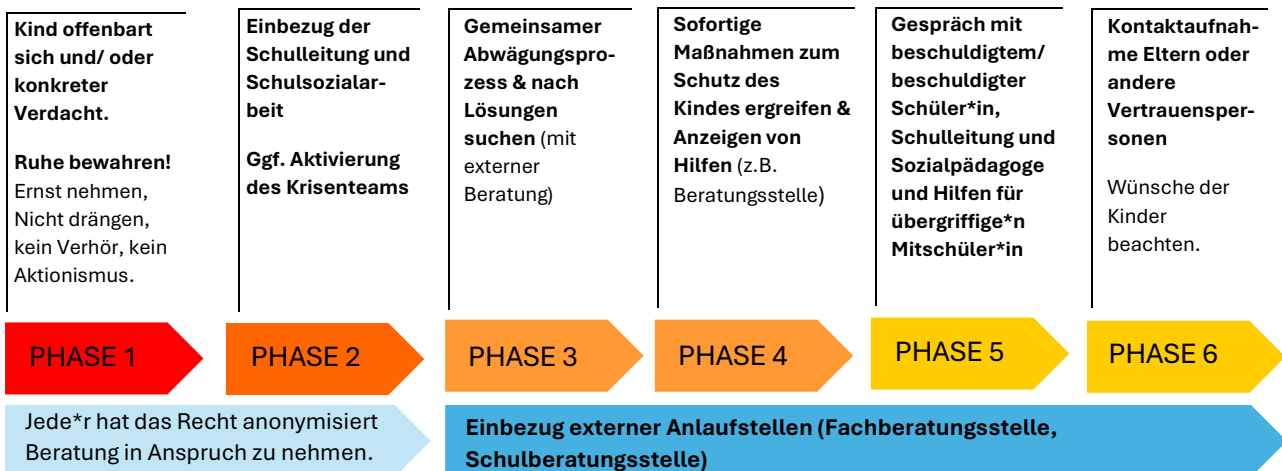 Kind offenbart
sich und/ oder
konkreter
Verdacht.
Ruhe bewahren!
Ernst nehmen,
Nicht drängen,
kein Verhör, kein
Aktionismus.
Einbezug der
Schulleitung und
Schulsozialar-
beit
Ggf. Aktivierung
des Krisenteams
Gemeinsamer
Abwägungspro-
zess & nach
Lösungen
suchen (mit
externer
Beratung)
Sofortige
Maßnahmen zum
Schutz des
Kindes ergreifen &
Anzeigen von
Hilfen (z.B.
Beratungsstelle)
Gespräch mit
beschuldigtem/
beschuldigter
Schüler*in,
Schulleitung und
Sozialpädagoge
und Hilfen für
übergriffige*n
Mitschüler*in
Kontaktaufnah-
me Eltern oder
andere
Vertrauensper-
sonen
Wünsche der
Kinder
beachten.
PHASE 1
PHASE 2
PHASE 3
PHASE 4
PHASE 5
PHASE 6
Jede*r hat das Recht anonymisiert
Beratung in Anspruch zu nehmen.
Einbezug externer Anlaufstellen (Fachberatungsstelle,
Schulberatungsstelle)